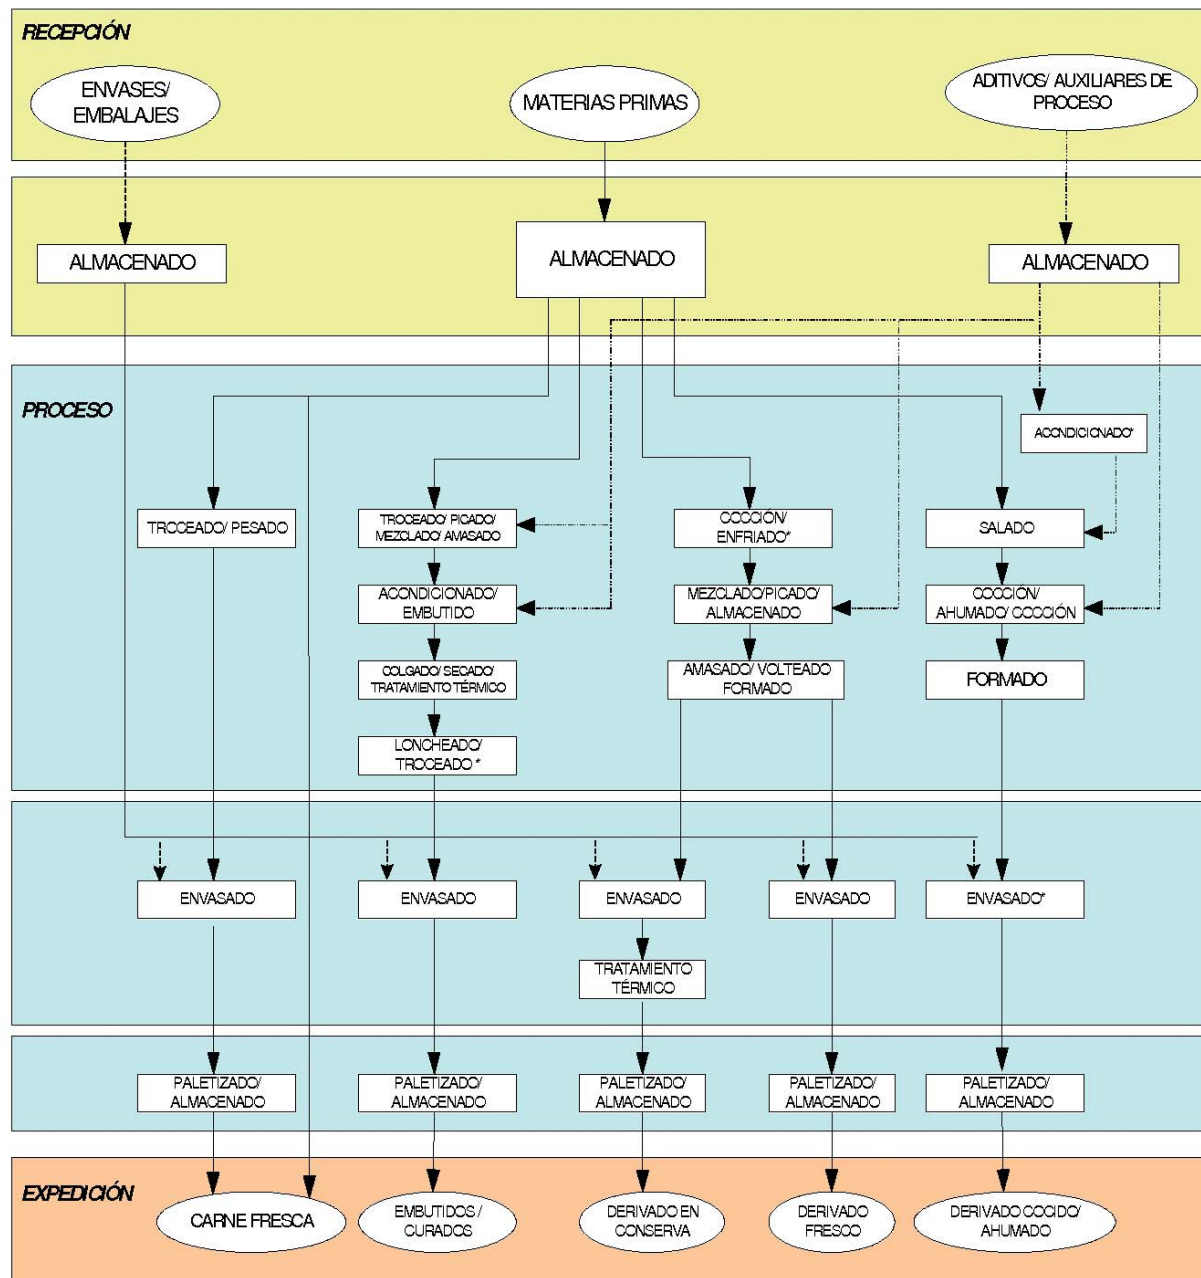 RECEPCIÓN
ENVASES/
EMBALAJES
MATERIAS PRIMAS
ADITIVOS/ AUXILIARES DE
PROCESO
ALMACENADO
ALMACENADO
ALMACENADO
PROCESO
ACONDICIONADO*
TROCEADO/ PESADO
TROCEADO/ PICADO/
MEZCLADO/ AMASADO
COCCIÓN/
ENFRIADO*
SALADO
ACONDICIONADO/
EMBUTIDO
MEZCLADO/PICADO/
ALMACENADO
COCCIÓN/
AHUMADO/ COCCIÓN
COLGADO/ SECADO/
TRATAMIENTO TÉRMICO
AMASADO/ VOLTEADO
FORMADO
FORMADO
LONCHEADO/
TROCEADO *
ENVASADO
ENVASADO
ENVASADO
ENVASADO
ENVASADO*
TRATAMIENTO
TÉRMICO
PALETIZADO/
ALMACENADO
PALETIZADO/
ALMACENADO
PALETIZADO/
ALMACENADO
PALETIZADO/
ALMACENADO
PALETIZADO/
ALMACENADO
EXPEDICIÓN
CARNE FRESCA
EMBUTIDOS /
CURADOS
DERIVADO EN
CONSERVA
DERIVADO
FRESCO
DERIVADO COCIDO/
AHUMADO